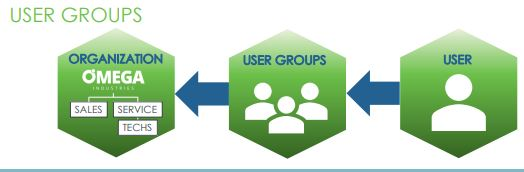 USER GROUPS
ORGANIZATION
OMEGA
INDUSTRIES
SALES
SERVICE
TECHS
USER GROUPS
USER